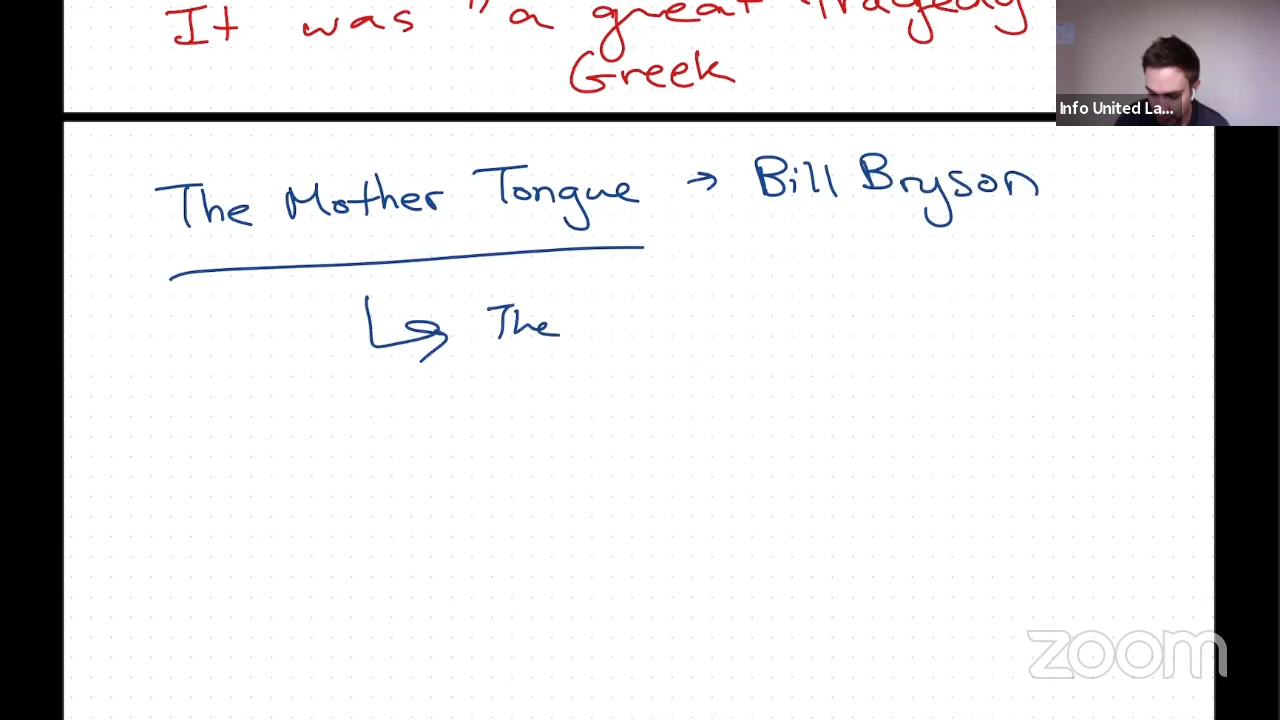 It was "a great Tragedy
Greek
Info United La...
The Mother Tongue → Bill Bryson
↳ The
zoom